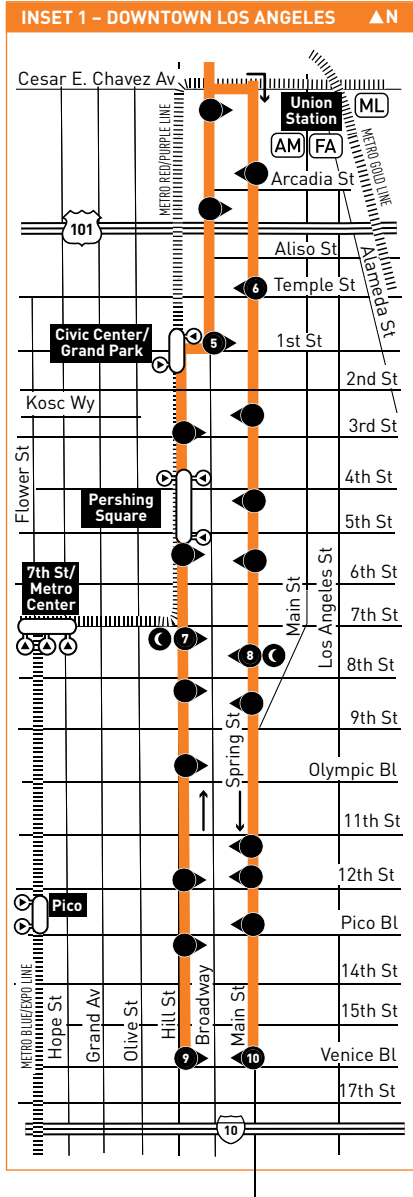 INSET 1 – DOWNTOWN LOS ANGELES ▲N
Cesar E. Chavez Av
Union
Station
ML
AM FA
METRO RED/PURPLE LINE
METRO GOLD LINE
Arcadia St
101
Aliso St
Alameda St
6
Temple St
Civic Center/
Grand Park
5
1st St
2nd St
Kosc Wy
3rd St
Flower St
4th St
Pershing
Square
5th St
6th St
7th St/
Metro
Center
Main St
Los Angeles St
7th St
7
8
8th St
9th St
Spring St
Olympic Bl
11th St
12th St
Pico
Pico Bl
14th St
METRO BLUE/EXPO LINE
Hope St
Grand Av
Olive St
Hill St
Broadway
Main St
15th St
9
10
Venice Bl
17th St
10